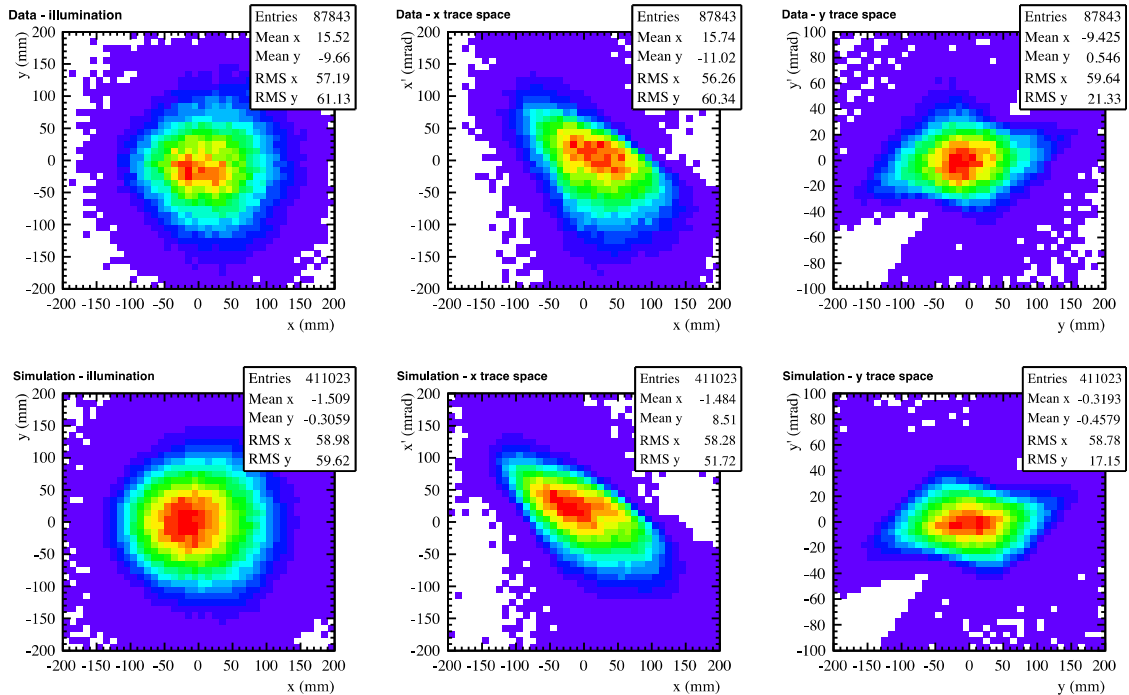 Data - illumination
Entries 87843
Mean x 15.52
Mean y -9.66
RMS x 57.19
RMS y 61.13
y (mm)
200
150
100
50
0
-50
-100
-150
-200
-200 -150 -100 -50 0 50 100 150 200
x (mm)
Data - x trace space
Entries 87843
Mean x 15.74
Mean y -11.02
RMS x 56.26
RMS y 60.34
x' (mrad)
200
150
100
50
0
-50
-100
-150
-200
-200 -150 -100 -50 0 50 100 150 200
x (mm)
Data - y trace space
Entries 87843
Mean x -9.425
Mean y 0.546
RMS x 59.64
RMS y 21.33
y' (mrad)
100
80
60
40
20
0
-20
-40
-60
-80
-100
-200 -150 -100 -50 0 50 100 150 200
y (mm)
Simulation - illumination
Entries 411023
Mean x -1.509
Mean y -0.3059
RMS x 58.98
RMS y 59.62
y (mm)
200
150
100
50
0
-50
-100
-150
-200
-200 -150 -100 -50 0 50 100 150 200
x (mm)
Simulation - x trace space
Entries 411023
Mean x -1.484
Mean y 8.51
RMS x 58.28
RMS y 51.72
x' (mrad)
200
150
100
50
0
-50
-100
-150
-200
-200 -150 -100 -50 0 50 100 150 200
x (mm)
Simulation - y trace space
Entries 411023
Mean x -0.3193
Mean y -0.4579
RMS x 58.78
RMS y 17.15
y' (mrad)
100
80
60
40
20
0
-20
-40
-60
-80
-100
-200 -150 -100 -50 0 50 100 150 200
y (mm)